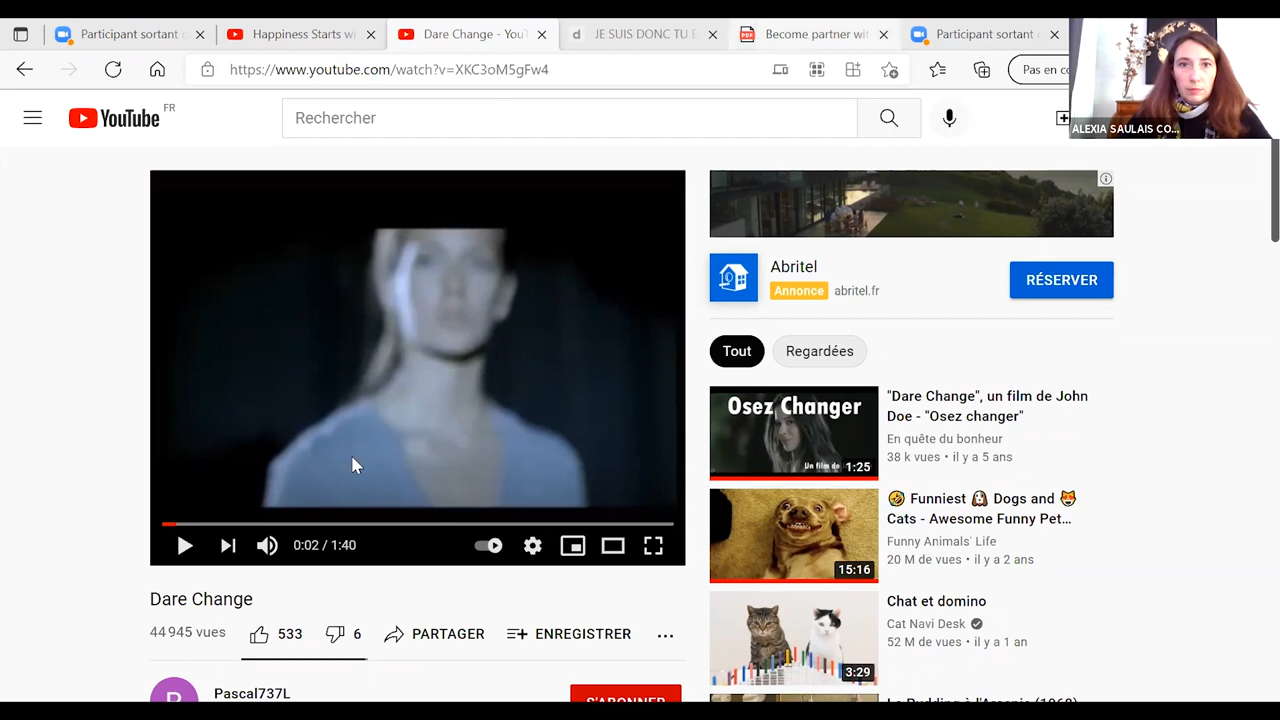 Participant sortant c
Happiness Starts wi
Dare Change - YouT
JE SUIS DONC TU E
Become partner wit
Participant sortant c
https://www.youtube.com/watch?v=XKC3oM5gFw4
Pas en co
ALEXIA SAULAIS CO...
YouTube FR
Rechercher
Abritel
Annonce abritel.fr
RÉSERVER
Tout
Regardées
Osez Changer
Un film de
1:25
"Dare Change", un film de John
Doe - "Osez changer"
En quête du bonheur
38 k vues • il y a 5 ans
15:16
🤣 Funniest 🐶 Dogs and 😻
Cats - Awesome Funny Pet...
Funny Animals' Life
20 M de vues • il y a 2 ans
3:29
Chat et domino
Cat Navi Desk
52 M de vues • il y a 1 an
0:02 / 1:40
Dare Change
44 945 vues
533
6
PARTAGER
ENREGISTRER
P
Pascal737L
S'ABONNER